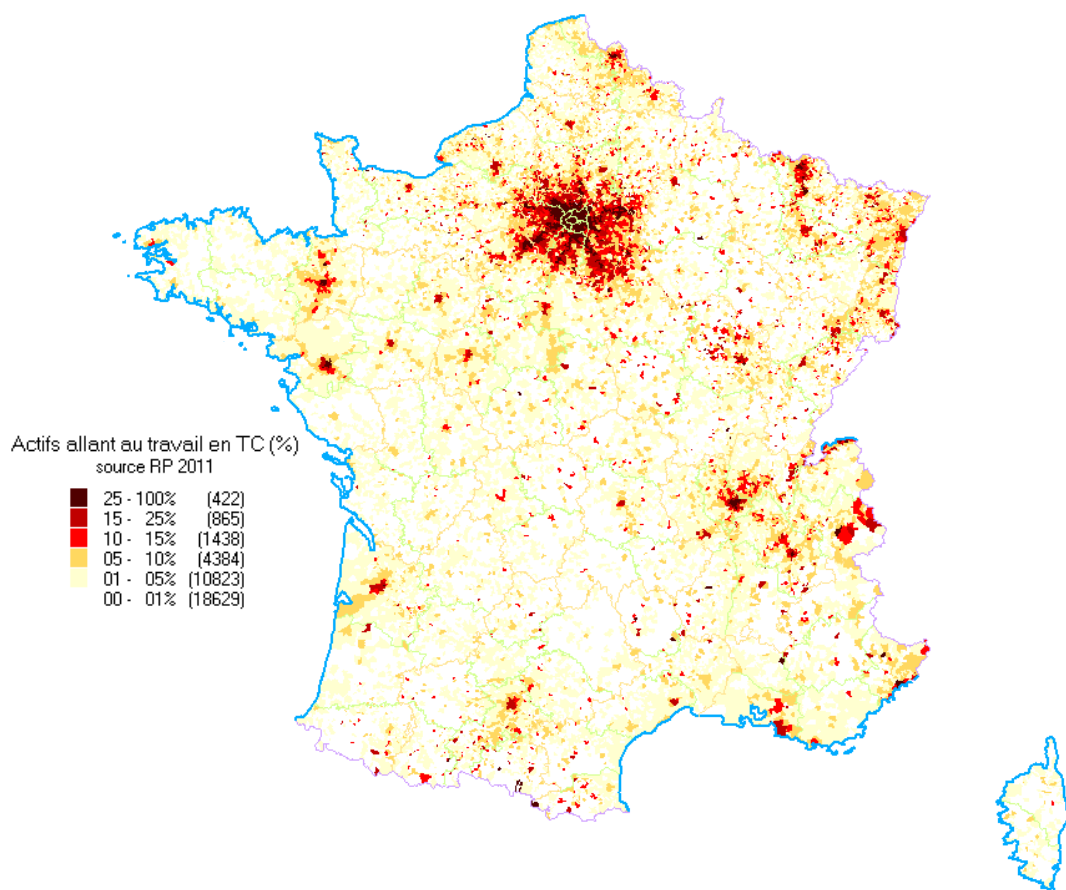 Actifs allant au travail en TC (%)
source RP 2011
25 - 100% (422)
15 - 25% (865)
10 - 15% (1438)
05 - 10% (4384)
01 - 05% (10823)
00 - 01% (18629)